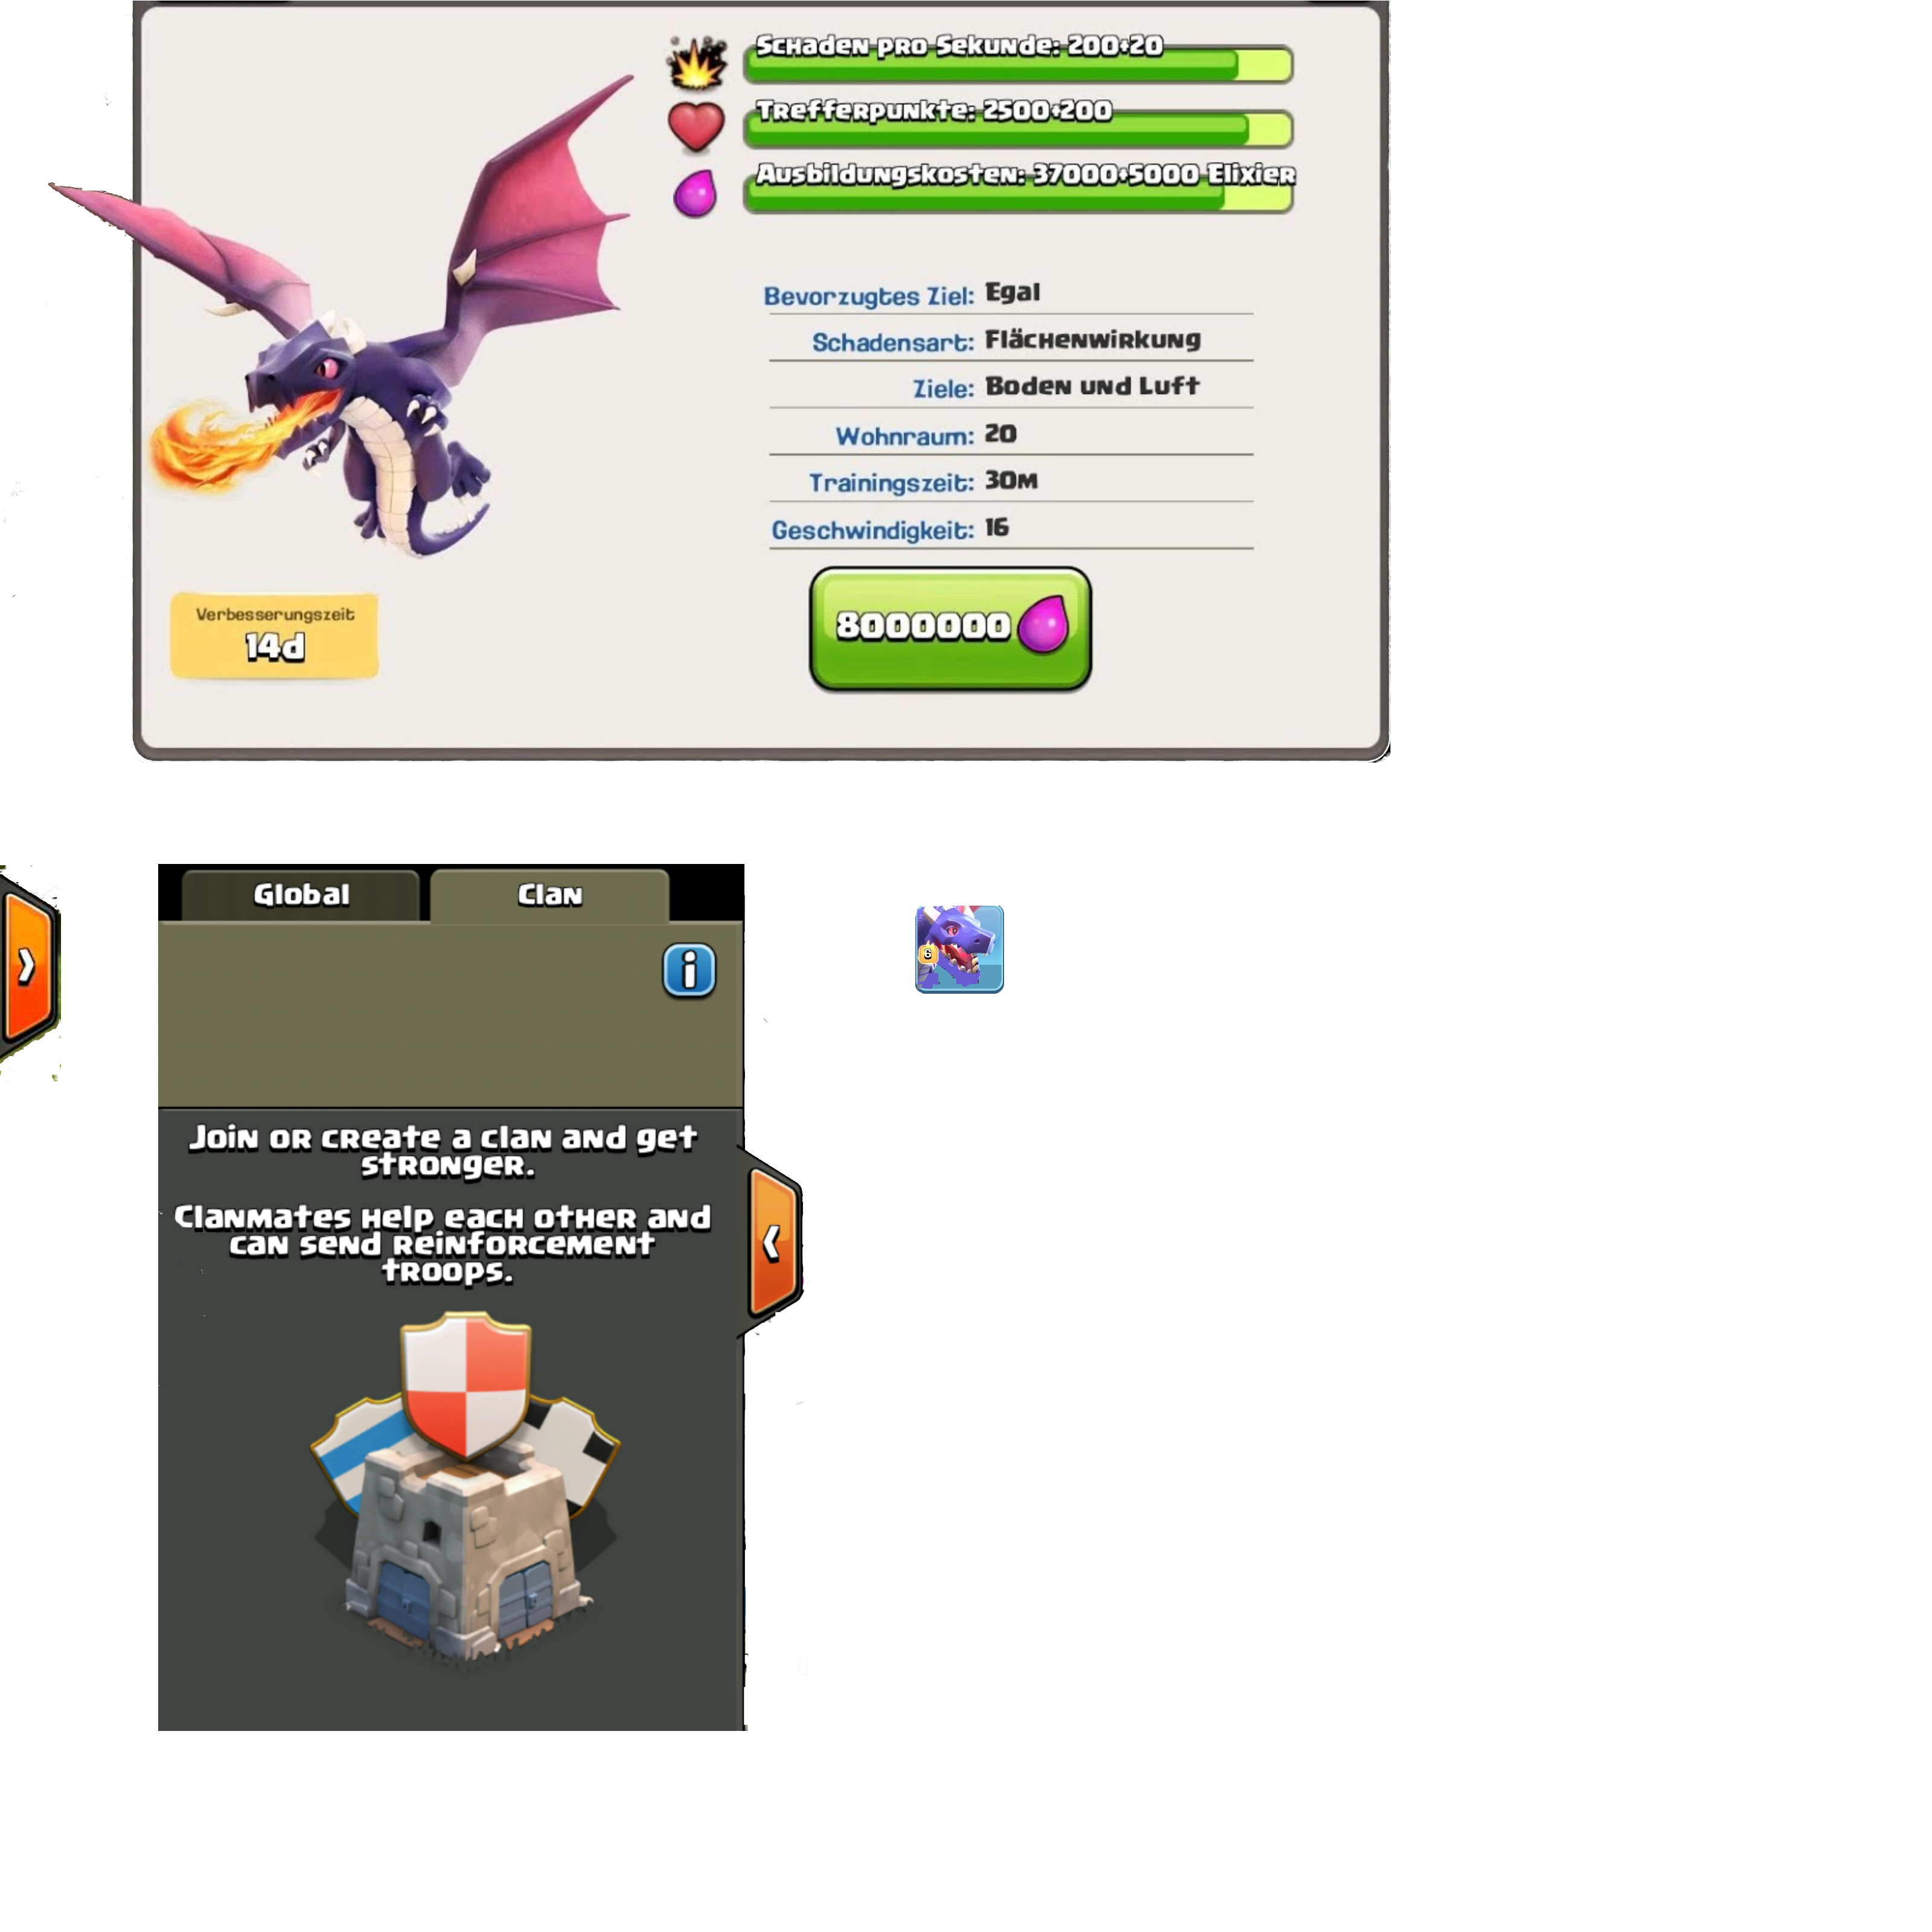 Schaden pro Sekunde: 200+20
Trefferpunkte: 2500+200
Ausbildungskosten: 37000+5000 Elixier
Bevorzugtes Ziel: Egal
Schadensart: Flächenwirkung
Ziele: Boden und Luft
Wohnraum: 20
Trainingszeit: 30m
Geschwindigkeit: 16
Verbesserungszeit
14d
8000000
Global
Clan
i
Join or create a clan and get
stronger.
Clanmates help each other and
can send reinforcement
troops.
6